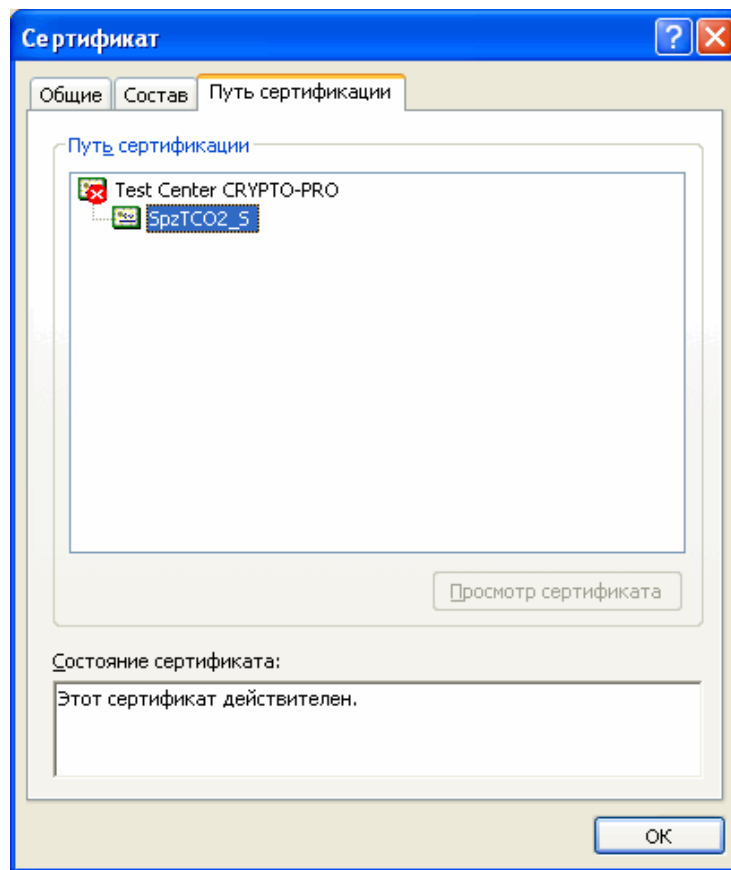 Сертификат
Общие Состав Путь сертификации
Путь сертификации
Test Center CRYPTO-PRO
SpzTCO2_S
Просмотр сертификата
Состояние сертификата:
Этот сертификат действителен.
ОК